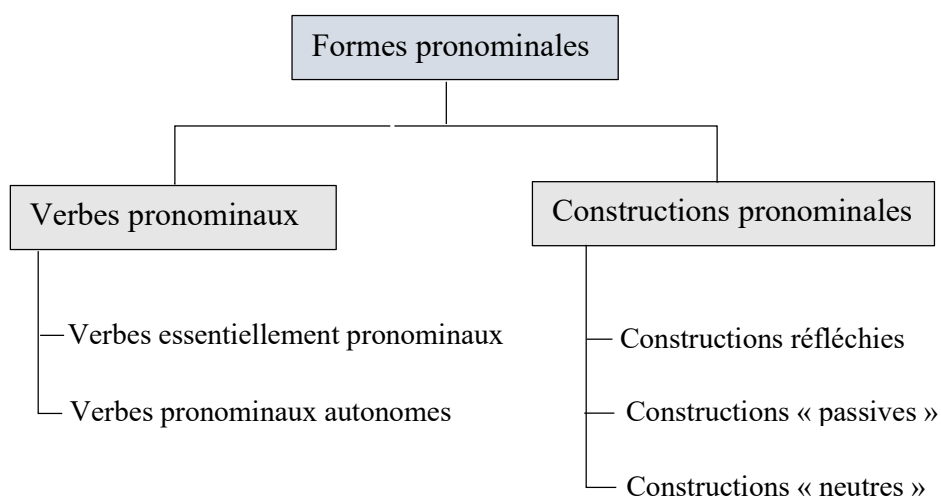 Formes pronominales
Verbes pronominaux
Verbes essentiellement pronominaux
Verbes pronominaux autonomes
Constructions pronominales
Constructions réfléchies
Constructions « passives »
Constructions « neutres »